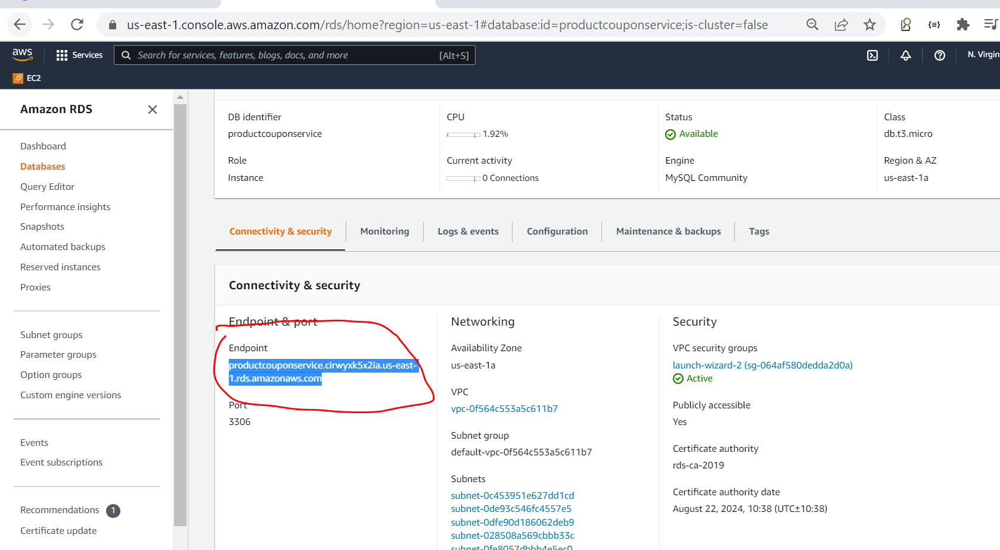 us-east-1.console.aws.amazon.com/rds/home?region=us-east-1#database:id=productcouponservice;is-cluster=false
aws
Services
Search for services, features, blogs, docs, and more
[Alt+S]
N. Virgin
EC2
Amazon RDS
Dashboard
Databases
Query Editor
Performance insights
Snapshots
Automated backups
Reserved instances
Proxies
Subnet groups
Parameter groups
Option groups
Custom engine versions
Events
Event subscriptions
Recommendations 1
Certificate update
DB identifier
productcouponservice
Role
Instance
CPU
1.92%
Current activity
0 Connections
Status
Available
Engine
MySQL Community
Class
db.t3.micro
Region & AZ
us-east-1a
Connectivity & security
Monitoring
Logs & events
Configuration
Maintenance & backups
Tags
Connectivity & security
Endpoint & port
Endpoint
productcouponservice.cirwyxk5x2ia.us-east-
1.rds.amazonaws.com
Port
3306
Networking
Availability Zone
us-east-1a
VPC
vpc-0f564c553a5c611b7
Subnet group
default-vpc-0f564c553a5c611b7
Subnets
subnet-0c453951e627dd1cd
subnet-0de93c546fc4557e5
subnet-0dfe90d186062deb9
subnet-028508a569cbbb33c
subnet-0fe8057dbbb4e5ec0
Security
VPC security groups
launch-wizard-2 (sg-064af580dedda2d0a)
Active
Publicly accessible
Yes
Certificate authority
rds-ca-2019
Certificate authority date
August 22, 2024, 10:38 (UTC±10:38)